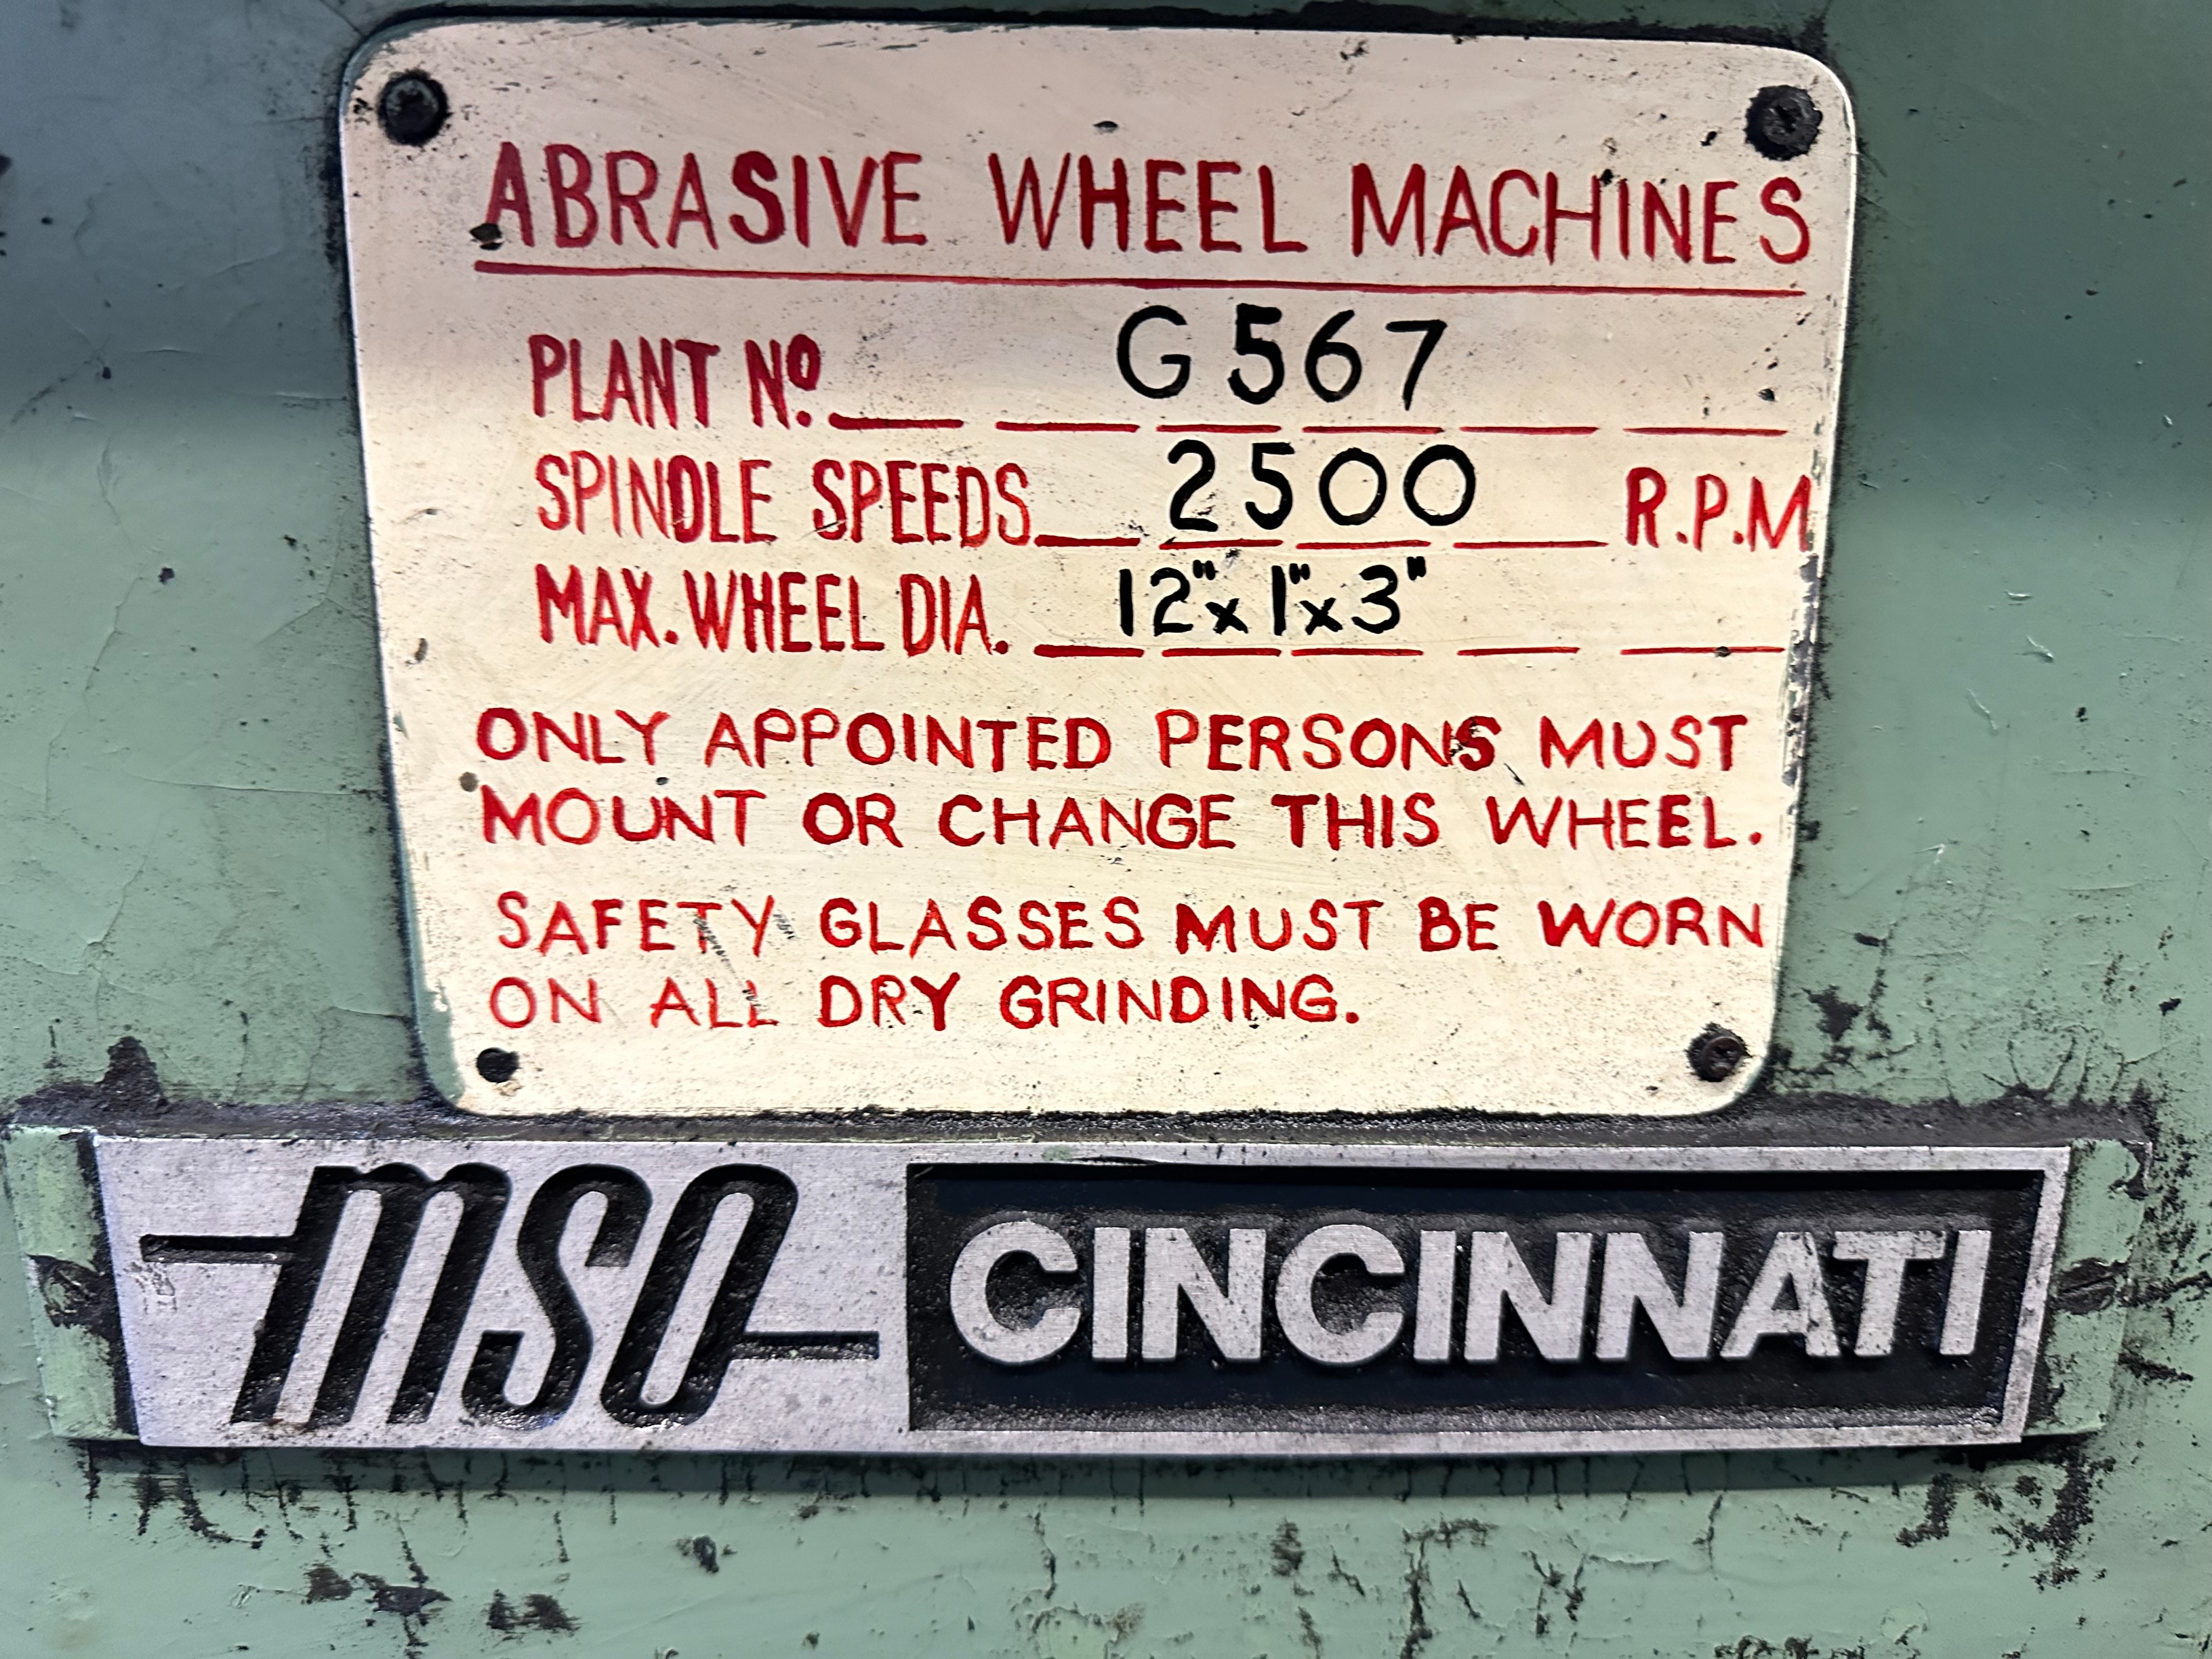 ABRASIVE WHEEL MACHINES
PLANT Nº. G567
SPINDLE SPEEDS 2500 R.P.M
MAX. WHEEL DIA. 12"x1"x3"
ONLY APPOINTED PERSONS MUST
MOUNT OR CHANGE THIS WHEEL.
SAFETY GLASSES MUST BE WORN
ON ALL DRY GRINDING.
MSO CINCINNATI